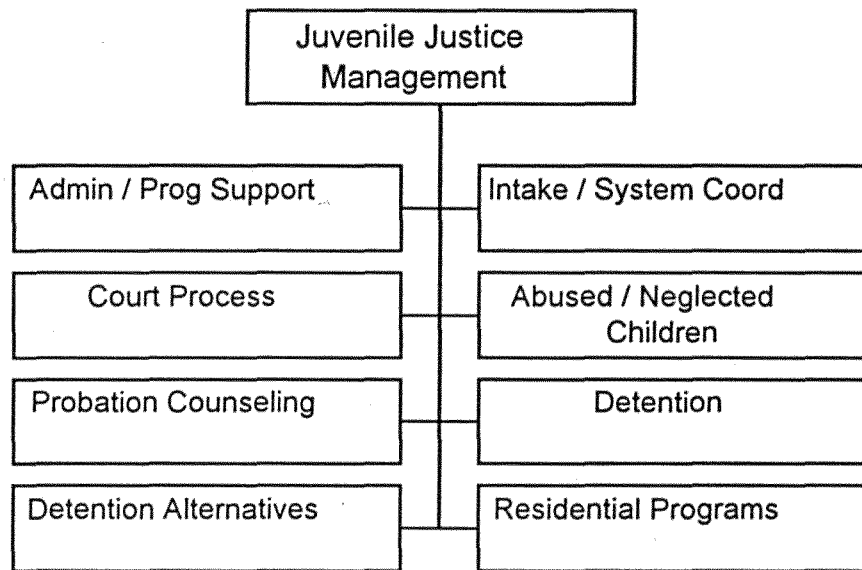 Juvenile Justice
Management
Admin / Prog Support
Intake / System Coord
Court Process
Abused / Neglected
Children
Probation Counseling
Detention
Detention Alternatives
Residential Programs